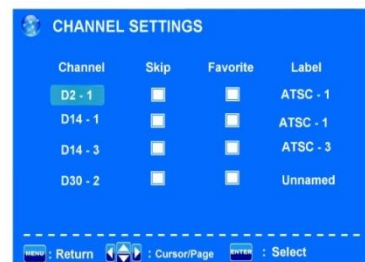 CHANNEL SETTINGS
Channel Skip Favorite Label
D2 - 1 ATSC - 1
D14 - 1 ATSC - 1
D14 - 3 ATSC - 3
D30 - 2 Unnamed
MENU : Return : Cursor/Page ENTER : Select